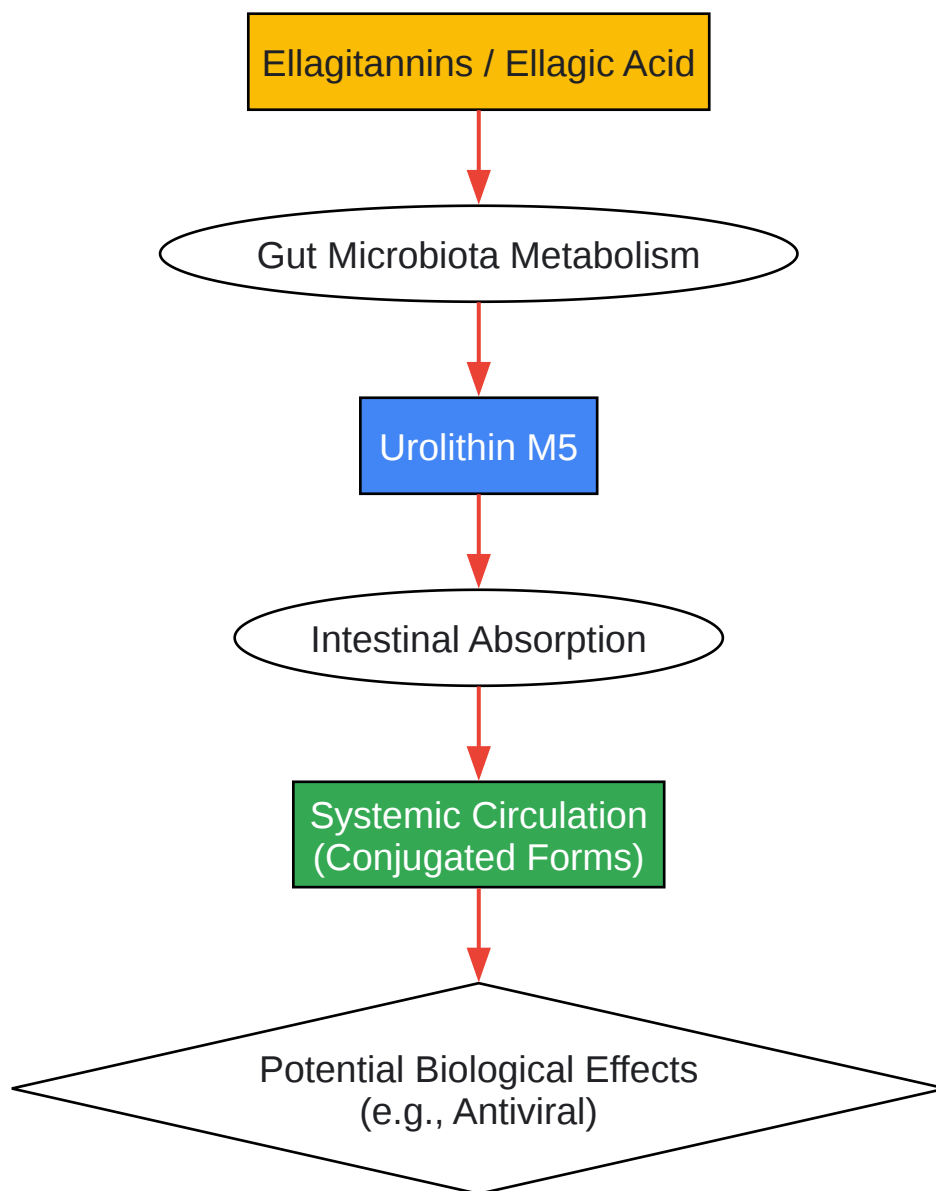 Ellagitannins / Ellagic Acid
Gut Microbiota Metabolism
Urolithin M5
Intestinal Absorption
Systemic Circulation
(Conjugated Forms)
Potential Biological Effects
(e.g., Antiviral)